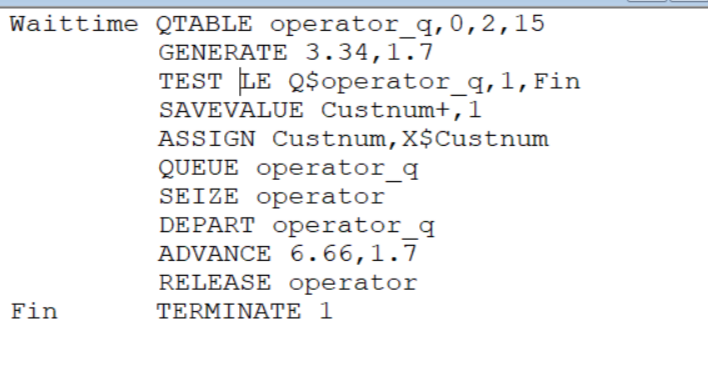 Waittime QTABLE operator_q,0,2,15
GENERATE 3.34,1.7
TEST LE Q$operator_q,1,Fin
SAVEVALUE Custnum+,1
ASSIGN Custnum,X$Custnum
QUEUE operator_q
SEIZE operator
DEPART operator_q
ADVANCE 6.66,1.7
RELEASE operator
Fin TERMINATE 1